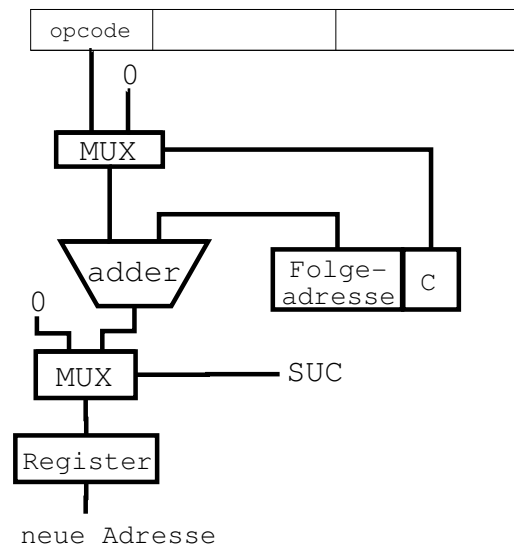 opcode
0
MUX
adder
Folge-
adresse
C
0
MUX
SUC
Register
neue Adresse